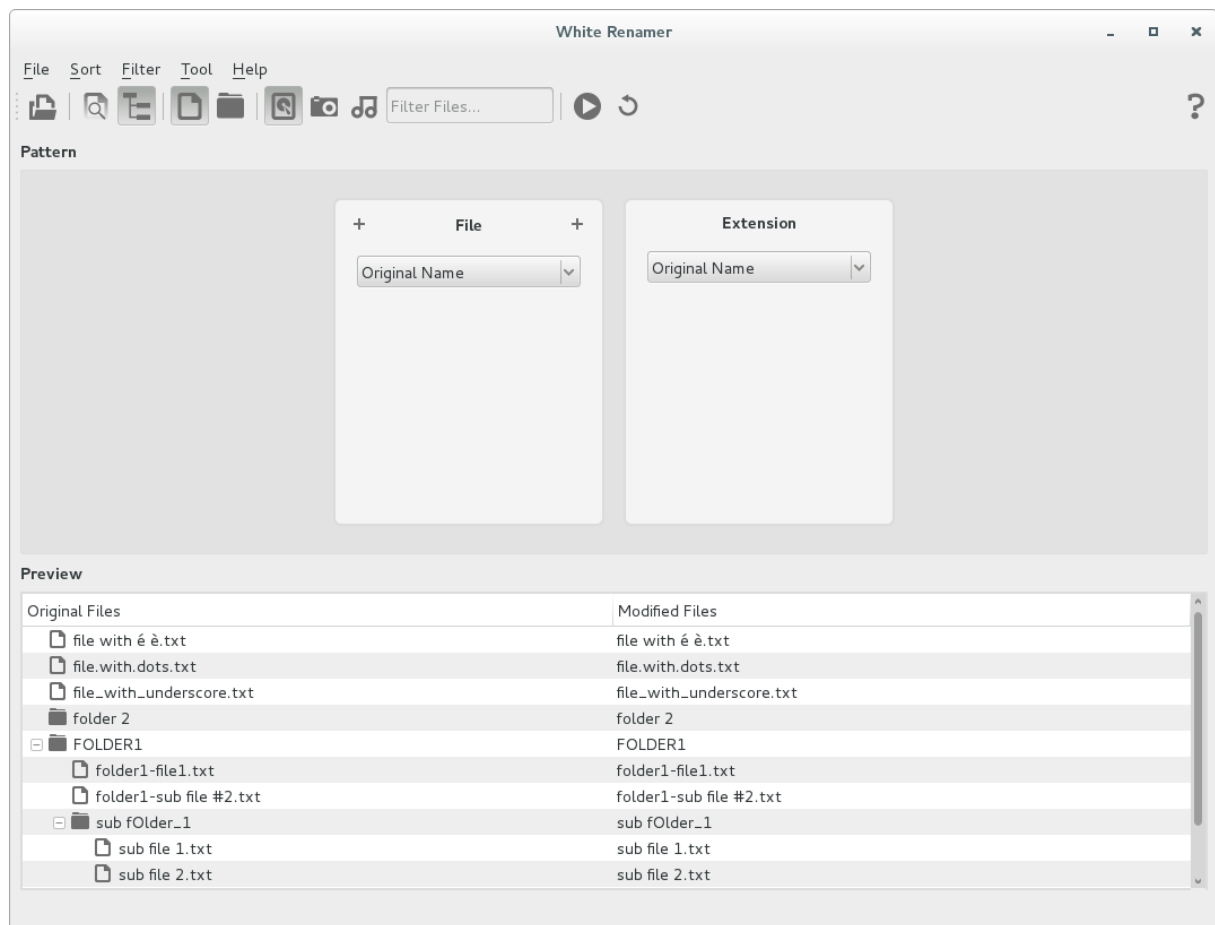 White Renamer
File Sort Filter Tool Help
Filter Files...
?
Pattern
+ File +
Extension
Original Name
Original Name
Preview
Original Files Modified Files
file with é è.txt file with é è.txt
file.with.dots.txt file.with.dots.txt
file_with_underscore.txt file_with_underscore.txt
folder 2 folder 2
FOLDER1 FOLDER1
folder1-file1.txt folder1-file1.txt
folder1-sub file #2.txt folder1-sub file #2.txt
sub fOlder_1 sub fOlder_1
sub file 1.txt sub file 1.txt
sub file 2.txt sub file 2.txt